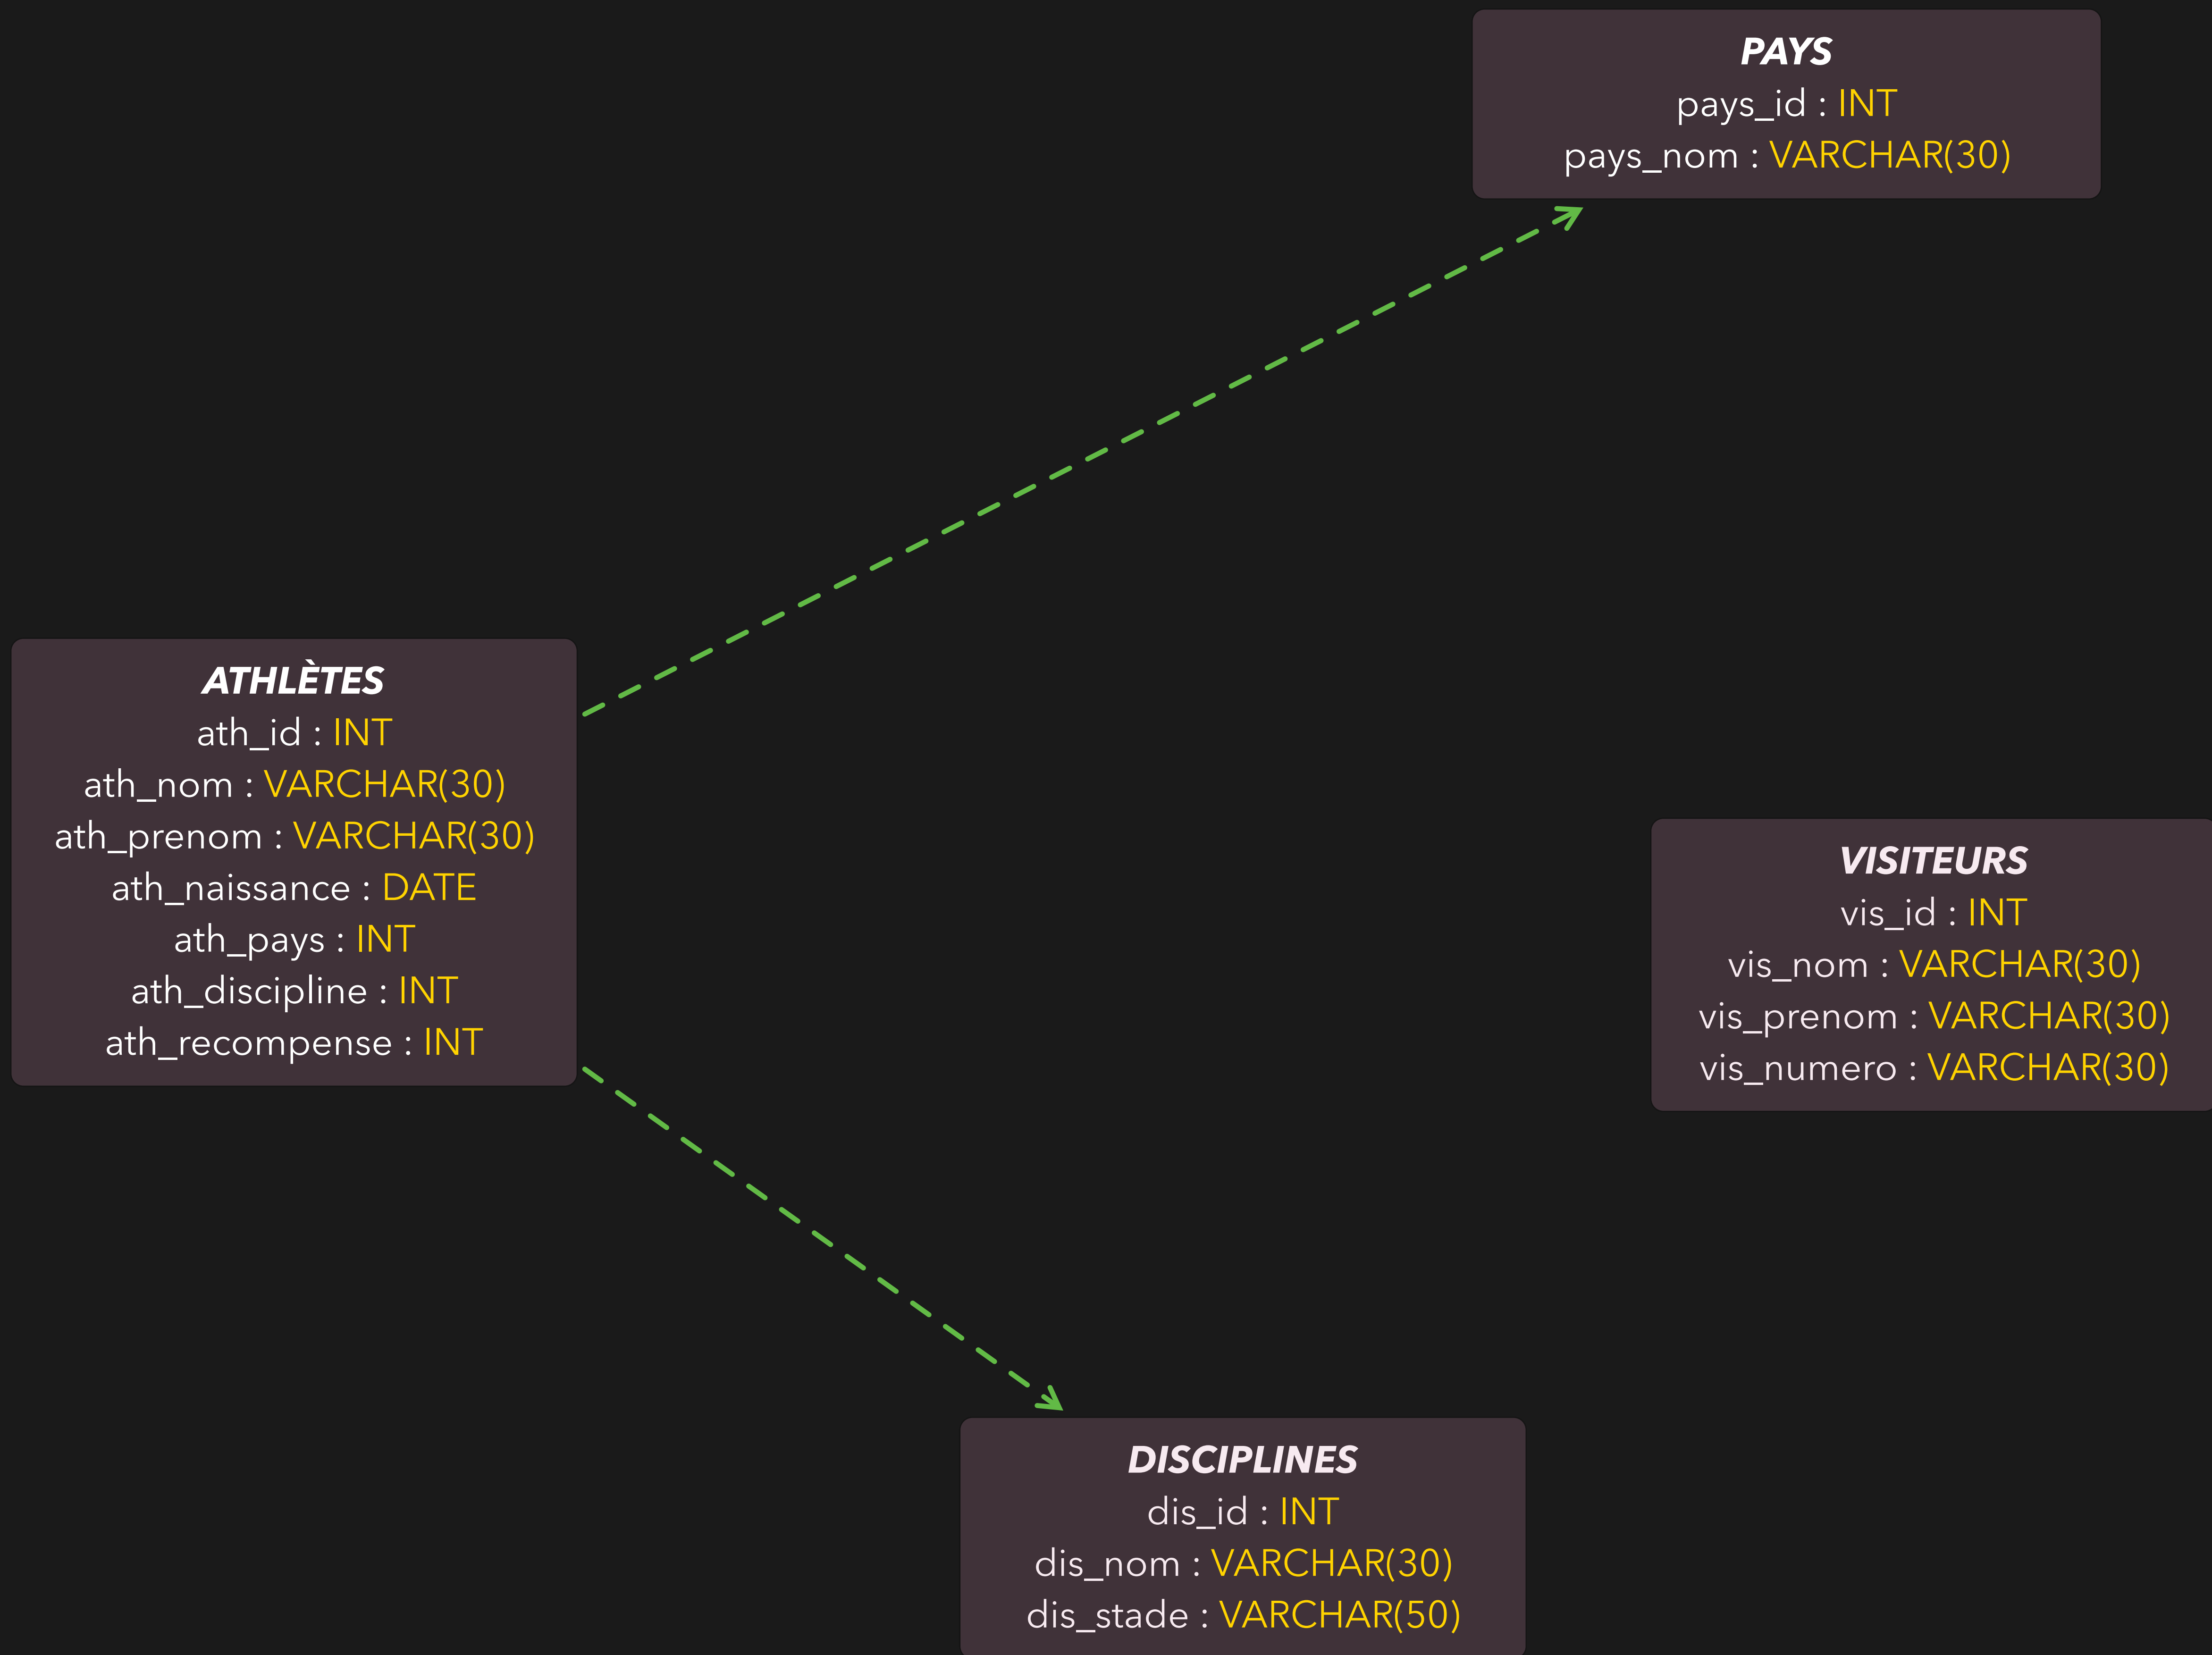 PAYS
pays_id : INT
pays_nom : VARCHAR(30)
ATHLÈTES
ath_id : INT
ath_nom : VARCHAR(30)
ath_prenom : VARCHAR(30)
ath_naissance : DATE
ath_pays : INT
ath_discipline : INT
ath_recompense : INT
VISITEURS
vis_id : INT
vis_nom : VARCHAR(30)
vis_prenom : VARCHAR(30)
vis_numero : VARCHAR(30)
DISCIPLINES
dis_id : INT
dis_nom : VARCHAR(30)
dis_stade : VARCHAR(50)